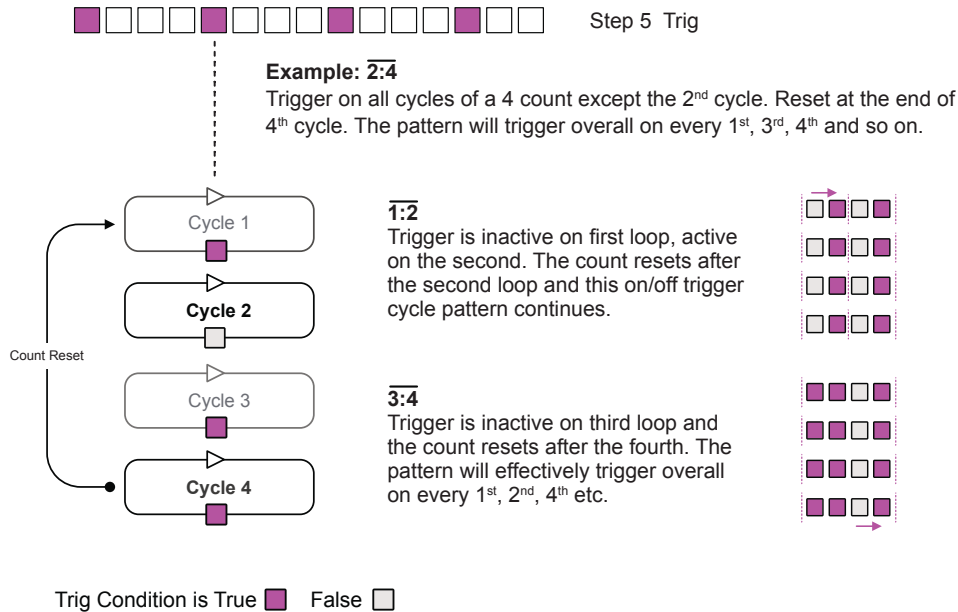 Step 5 Trig
Example: 2:4
Trigger on all cycles of a 4 count except the 2nd cycle. Reset at the end of
4th cycle. The pattern will trigger overall on every 1st, 3rd, 4th and so on.
Cycle 1
Cycle 2
Count Reset
Cycle 3
Cycle 4
1:2
Trigger is inactive on first loop, active
on the second. The count resets after
the second loop and this on/off trigger
cycle pattern continues.
3:4
Trigger is inactive on third loop and
the count resets after the fourth. The
pattern will effectively trigger overall
on every 1st, 2nd, 4th etc.
Trig Condition is True False